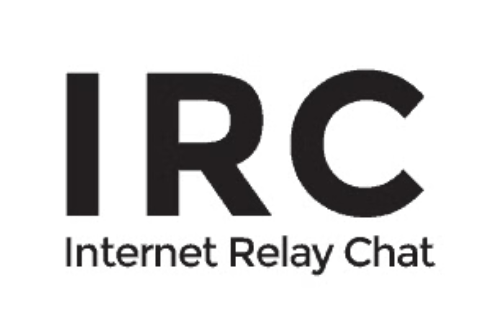 IRC
Internet Relay Chat